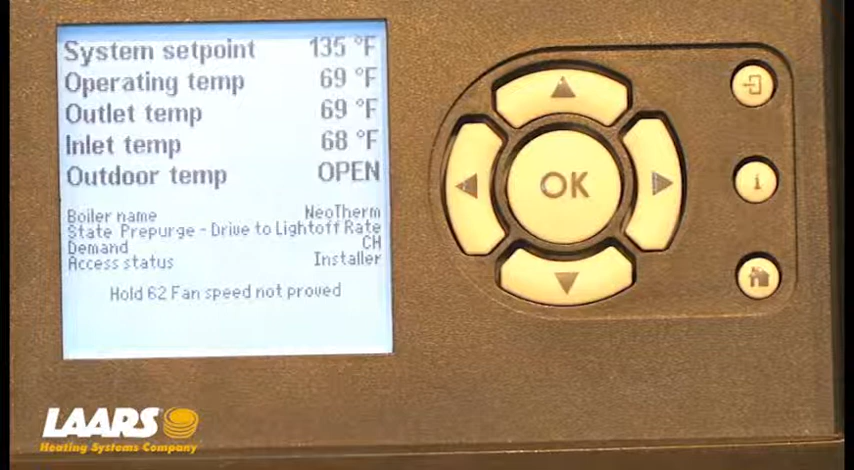 System setpoint 135 °F
Operating temp 69 °F
Outlet temp 69 °F
Inlet temp 68 °F
Outdoor temp OPEN
Boiler name NeoTherm
State Prepurge - Drive to Lightoff Rate
Demand CH
Access status Installer
Hold 62 Fan speed not proved
OK
i
LAARS
Heating Systems Company